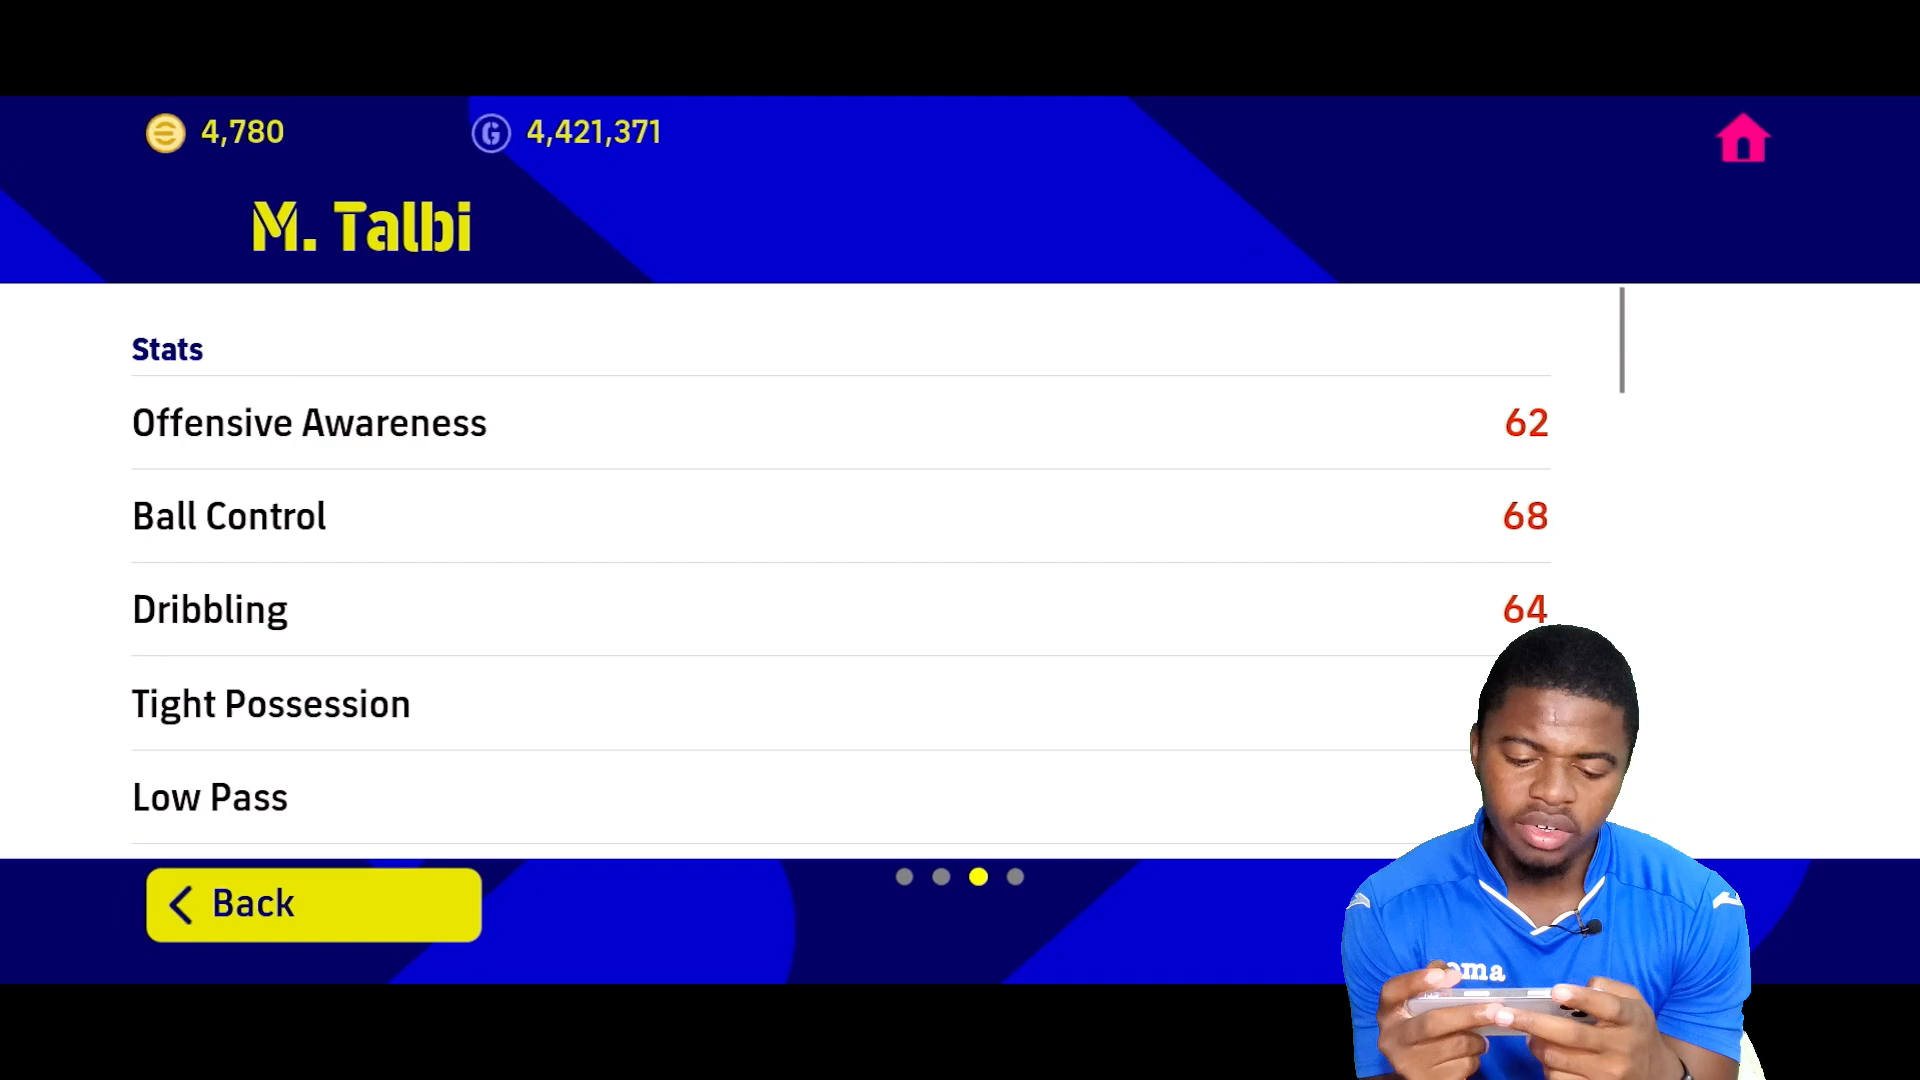 4,780
4,421,371
M. Talbi
Stats
Offensive Awareness
62
Ball Control
68
Dribbling
64
Tight Possession
Low Pass
Back